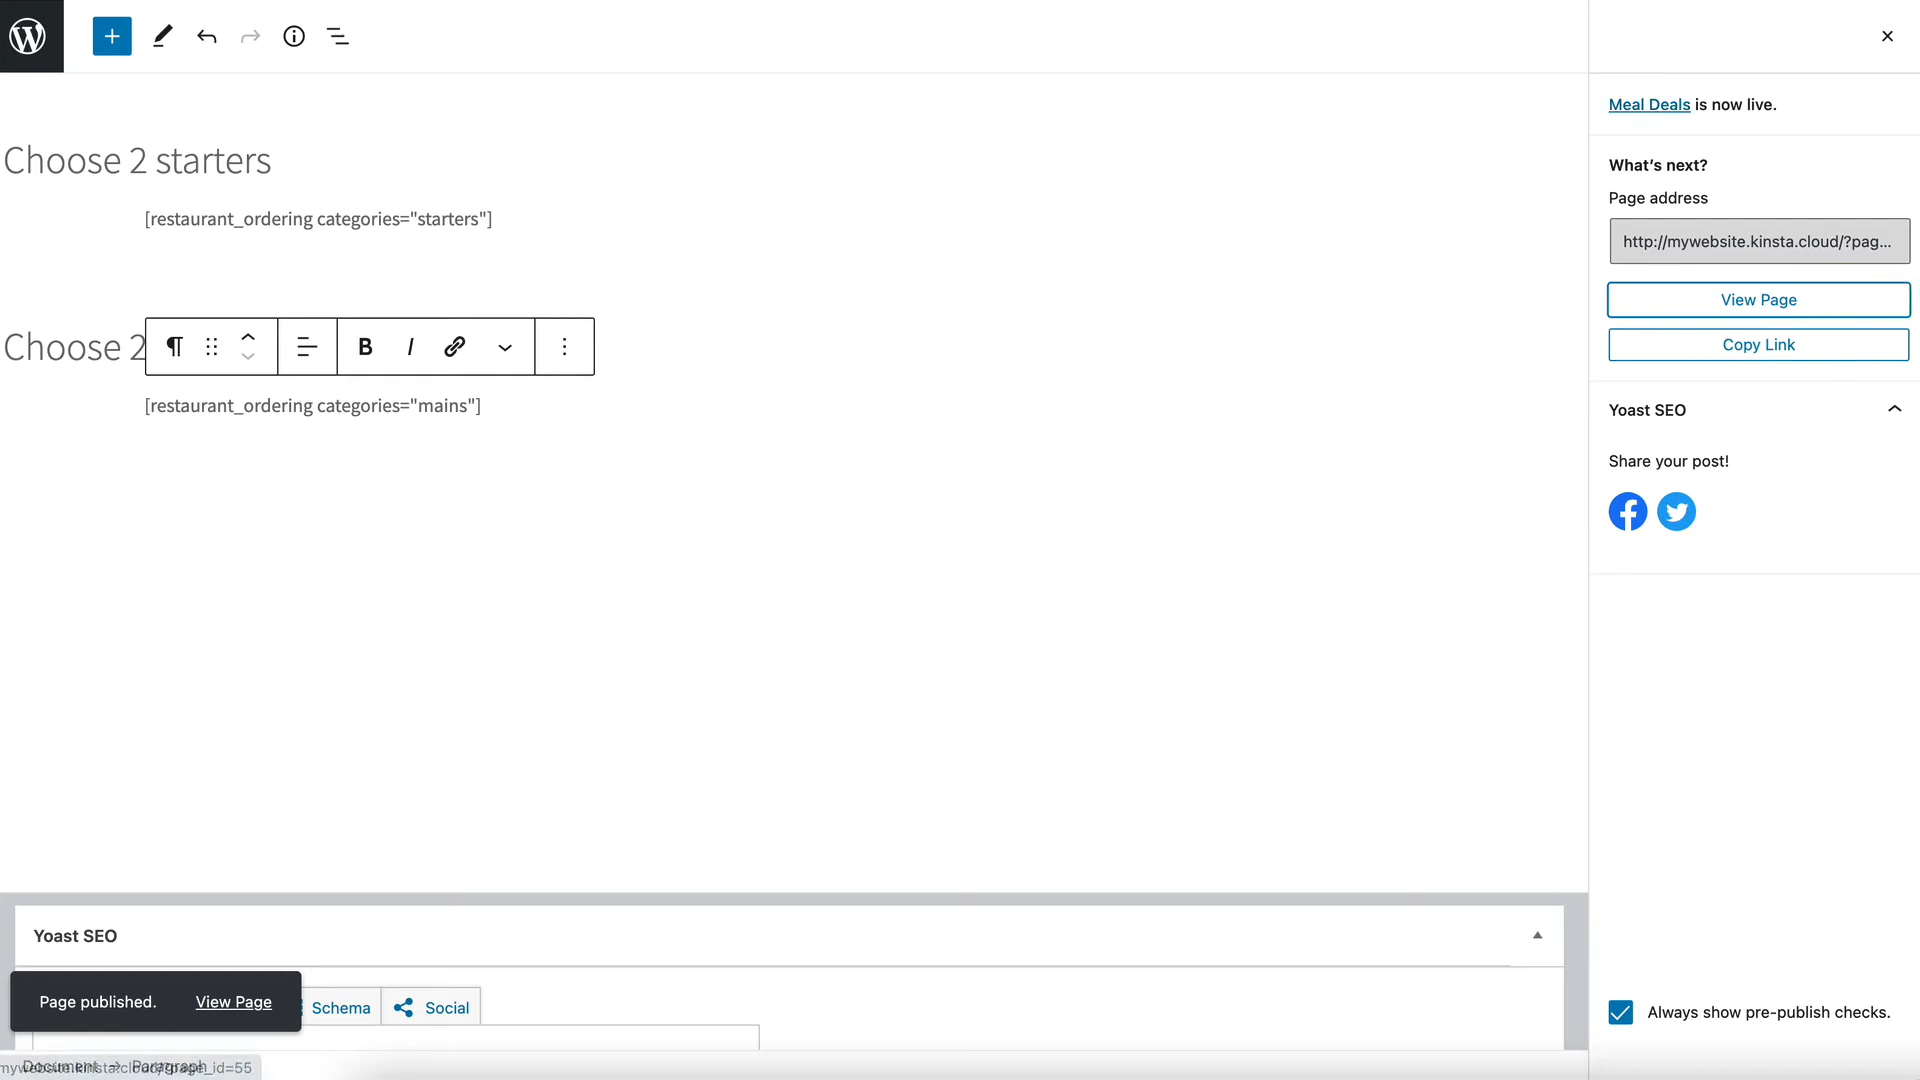 Meal Deals is now live.
Choose 2 starters
[restaurant_ordering categories="starters"]
What's next?
Page address
http://mywebsite.kinsta.cloud/?pag...
View Page
Copy Link
Choose 2
B I
[restaurant_ordering categories="mains"]
Yoast SEO
Share your post!
Yoast SEO
Page published. View Page
Schema
Social
Always show pre-publish checks.
Document → Paragraph
mywebsite.kinsta.cloud/?page_id=55